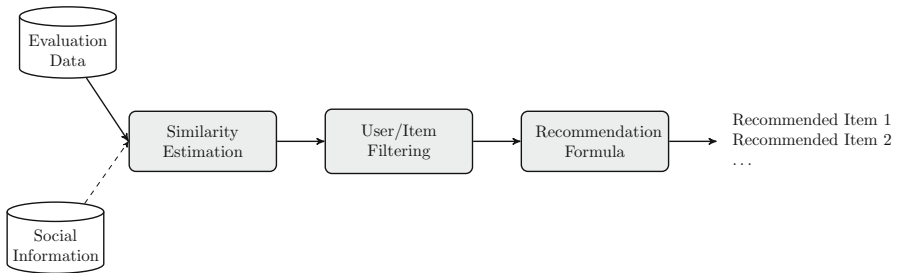 Evaluation
Data
Similarity
Estimation
User/Item
Filtering
Recommendation
Formula
Recommended Item 1
Recommended Item 2
...
Social
Information